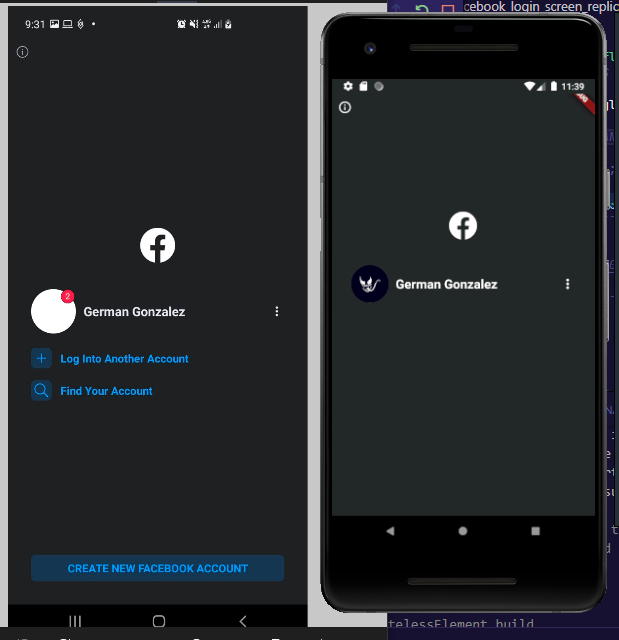 cebook_login_screen_replic
9:31
11:39
2
German Gonzalez
German Gonzalez
Log Into Another Account
Find Your Account
CREATE NEW FACEBOOK ACCOUNT
telessElement.build